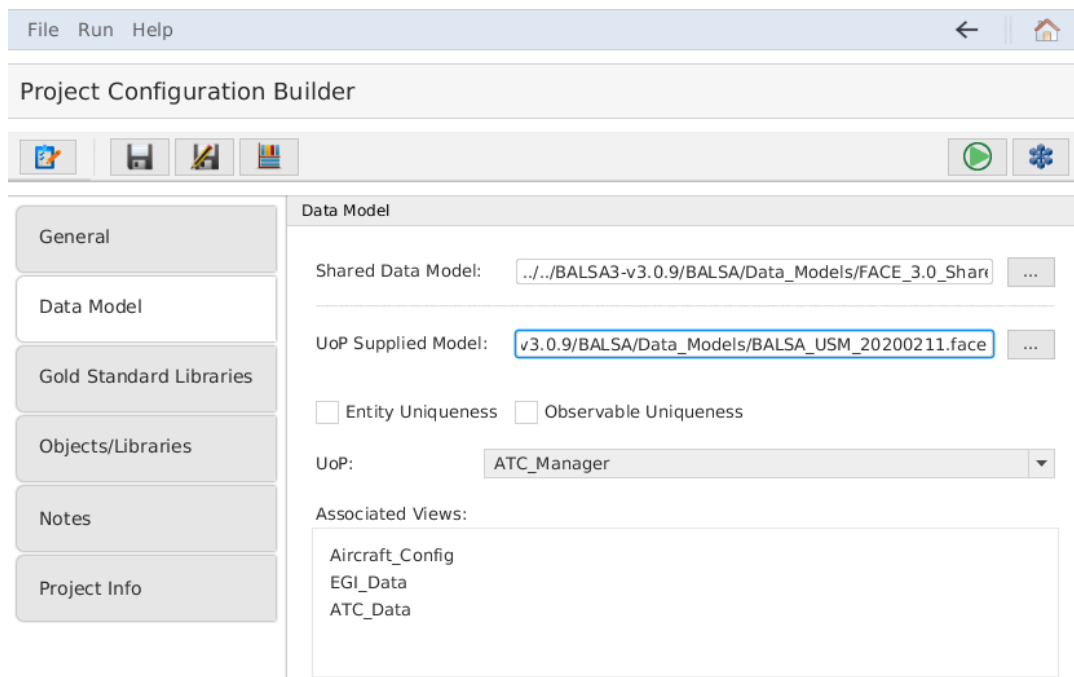 File Run Help
Project Configuration Builder
Data Model
General
Data Model
Gold Standard Libraries
Objects/Libraries
Notes
Project Info
Shared Data Model: ../../BALSA3-v3.0.9/BALSA/Data_Models/FACE_3.0_Share ...
UoP Supplied Model: v3.0.9/BALSA/Data_Models/BALSA_USM_20200211.face ...
Entity Uniqueness Observable Uniqueness
UoP: ATC_Manager
Associated Views:
Aircraft_Config
EGI_Data
ATC_Data